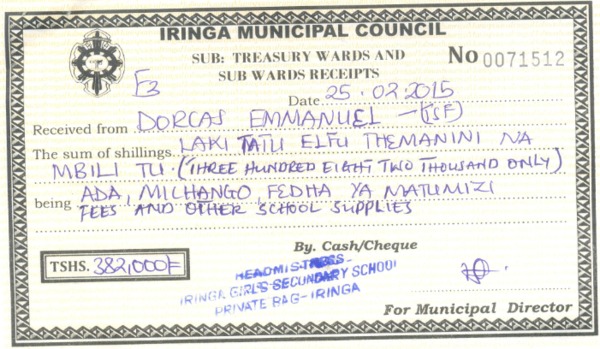 IRINGA MUNICIPAL COUNCIL
SUB: TREASURY WARDS AND
SUB WARDS RECEIPTS
No 0071512
F3
Date 25.02.2015
Received from DORCAS EMMANUEL - (TSF)
The sum of shillings LAKI TATU ELFU THEMANINI NA
MBILI TU. (THREE HUNDRED EIGHT TWO THOUSAND ONLY)
being ADA, MICHANGO, FEDHA YA MATUMIZI
FEES AND OTHER SCHOOL SUPPLIES
By. Cash/Cheque
TSHS. 382,000/=
HEADMISTRESS
IRINGA GIRLS SECONDARY SCHOOL
PRIVATE BAG-IRINGA
For Municipal Director